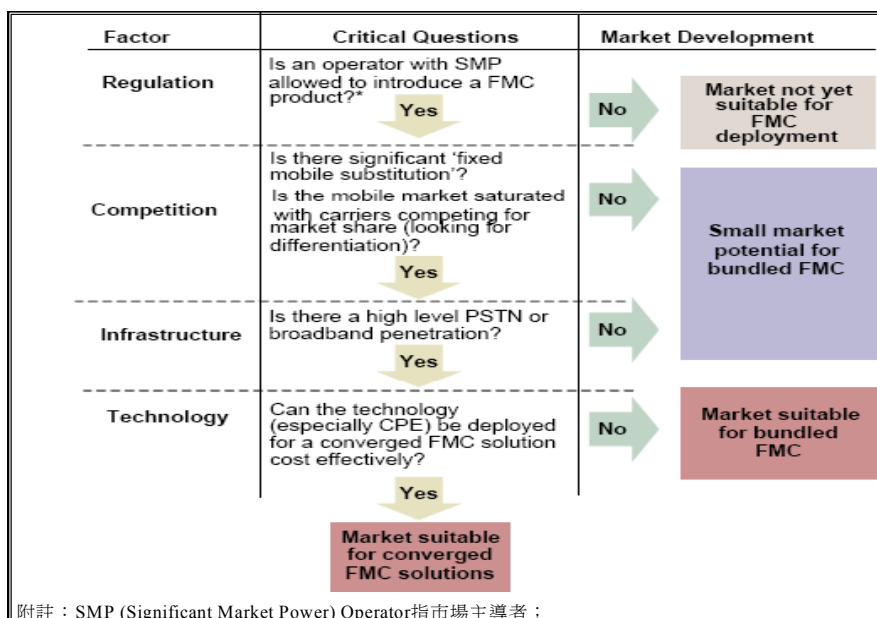 Factor Critical Questions Market Development
Regulation
Is an operator with SMP
allowed to introduce a FMC
product?*
Yes
No
Market not yet
suitable for
FMC
deployment
Competition
Is there significant 'fixed
mobile substitution'?
Is the mobile market saturated
with carriers competing for
market share (looking for
differentiation)?
Yes
No
Small market
potential for
bundled FMC
Infrastructure
Is there a high level PSTN or
broadband penetration?
Yes
No
Technology
Can the technology
(especially CPE) be deployed
for a converged FMC solution
cost effectively?
Yes
No
Market suitable
for bundled
FMC
Market suitable
for converged
FMC solutions
附註：SMP (Significant Market Power) Operator指市場主導者；